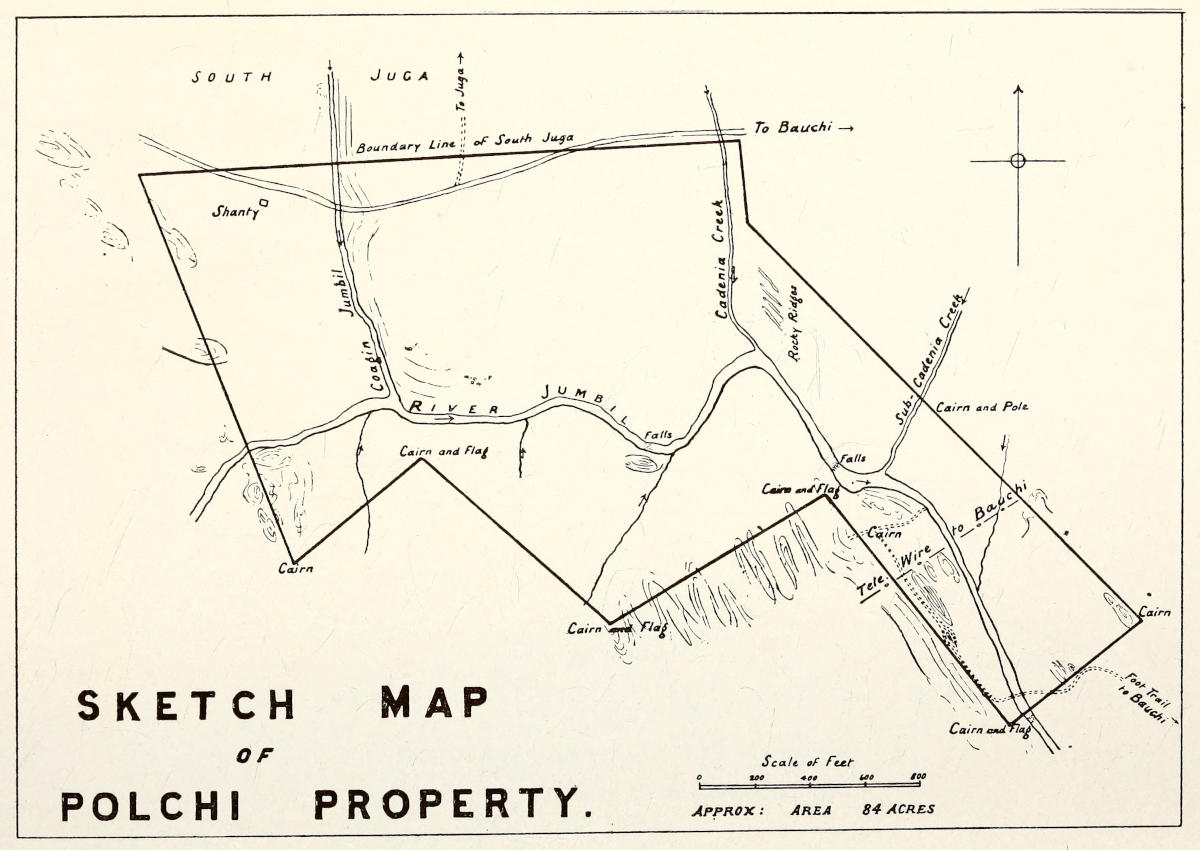 SOUTH JUGA
To Juga
Boundary Line of South Juga
To Bauchi
Shanty
Jumbil
Coagin
Cadenia Creek
Rocky Ridges
Sub-Cadenia Creek
RIVER JUMBIL
Falls
Cairn and Pole
Cairn and Flag
Falls
Cairn and Flag
Cairn
Tele: Wire to Bauchi
Cairn
Cairn
Cairn and Flag
Foot Trail
to Bauchi
Cairn and Flag
SKETCH MAP
OF
POLCHI PROPERTY.
Scale of Feet
0 200 400 600 800
APPROX: AREA 84 ACRES